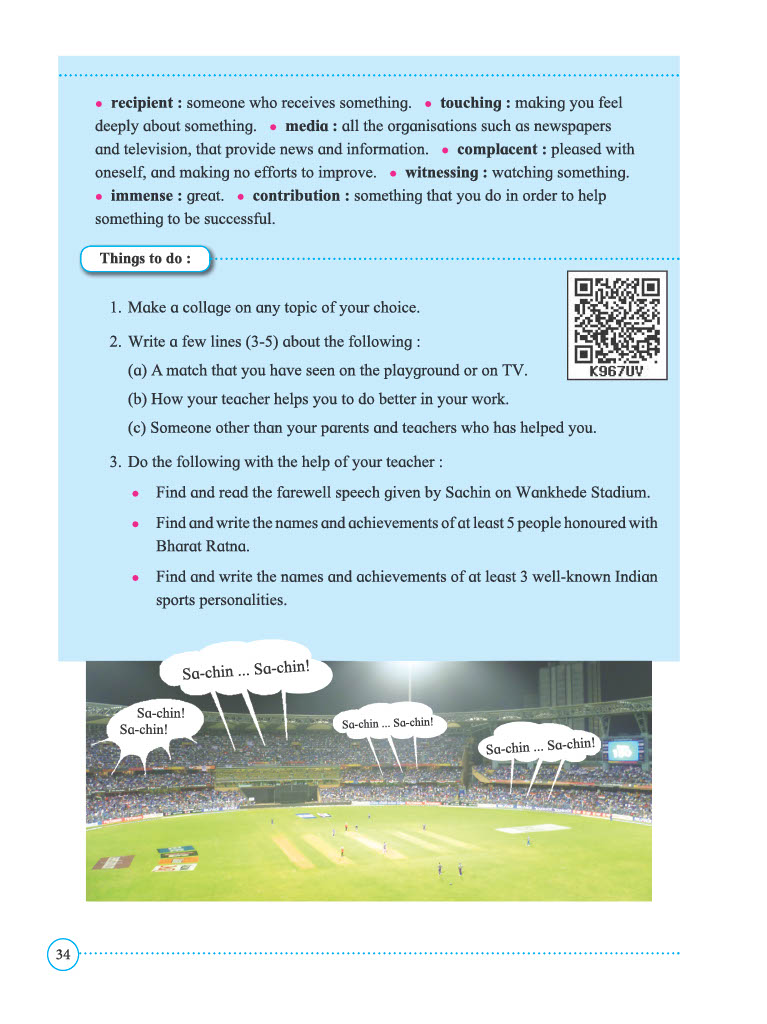 • recipient : someone who receives something. • touching : making you feel
deeply about something. • media : all the organisations such as newspapers
and television, that provide news and information. • complacent : pleased with
oneself, and making no efforts to improve. • witnessing : watching something.
• immense : great. • contribution : something that you do in order to help
something to be successful.
Things to do :
1. Make a collage on any topic of your choice.
2. Write a few lines (3-5) about the following :
(a) A match that you have seen on the playground or on TV.
(b) How your teacher helps you to do better in your work.
(c) Someone other than your parents and teachers who has helped you.
K967UV
3. Do the following with the help of your teacher :
• Find and read the farewell speech given by Sachin on Wankhede Stadium.
• Find and write the names and achievements of at least 5 people honoured with
Bharat Ratna.
• Find and write the names and achievements of at least 3 well-known Indian
sports personalities.
Sa-chin ... Sa-chin!
Sa-chin!
Sa-chin!
Sa-chin ... Sa-chin!
Sa-chin ... Sa-chin!
34